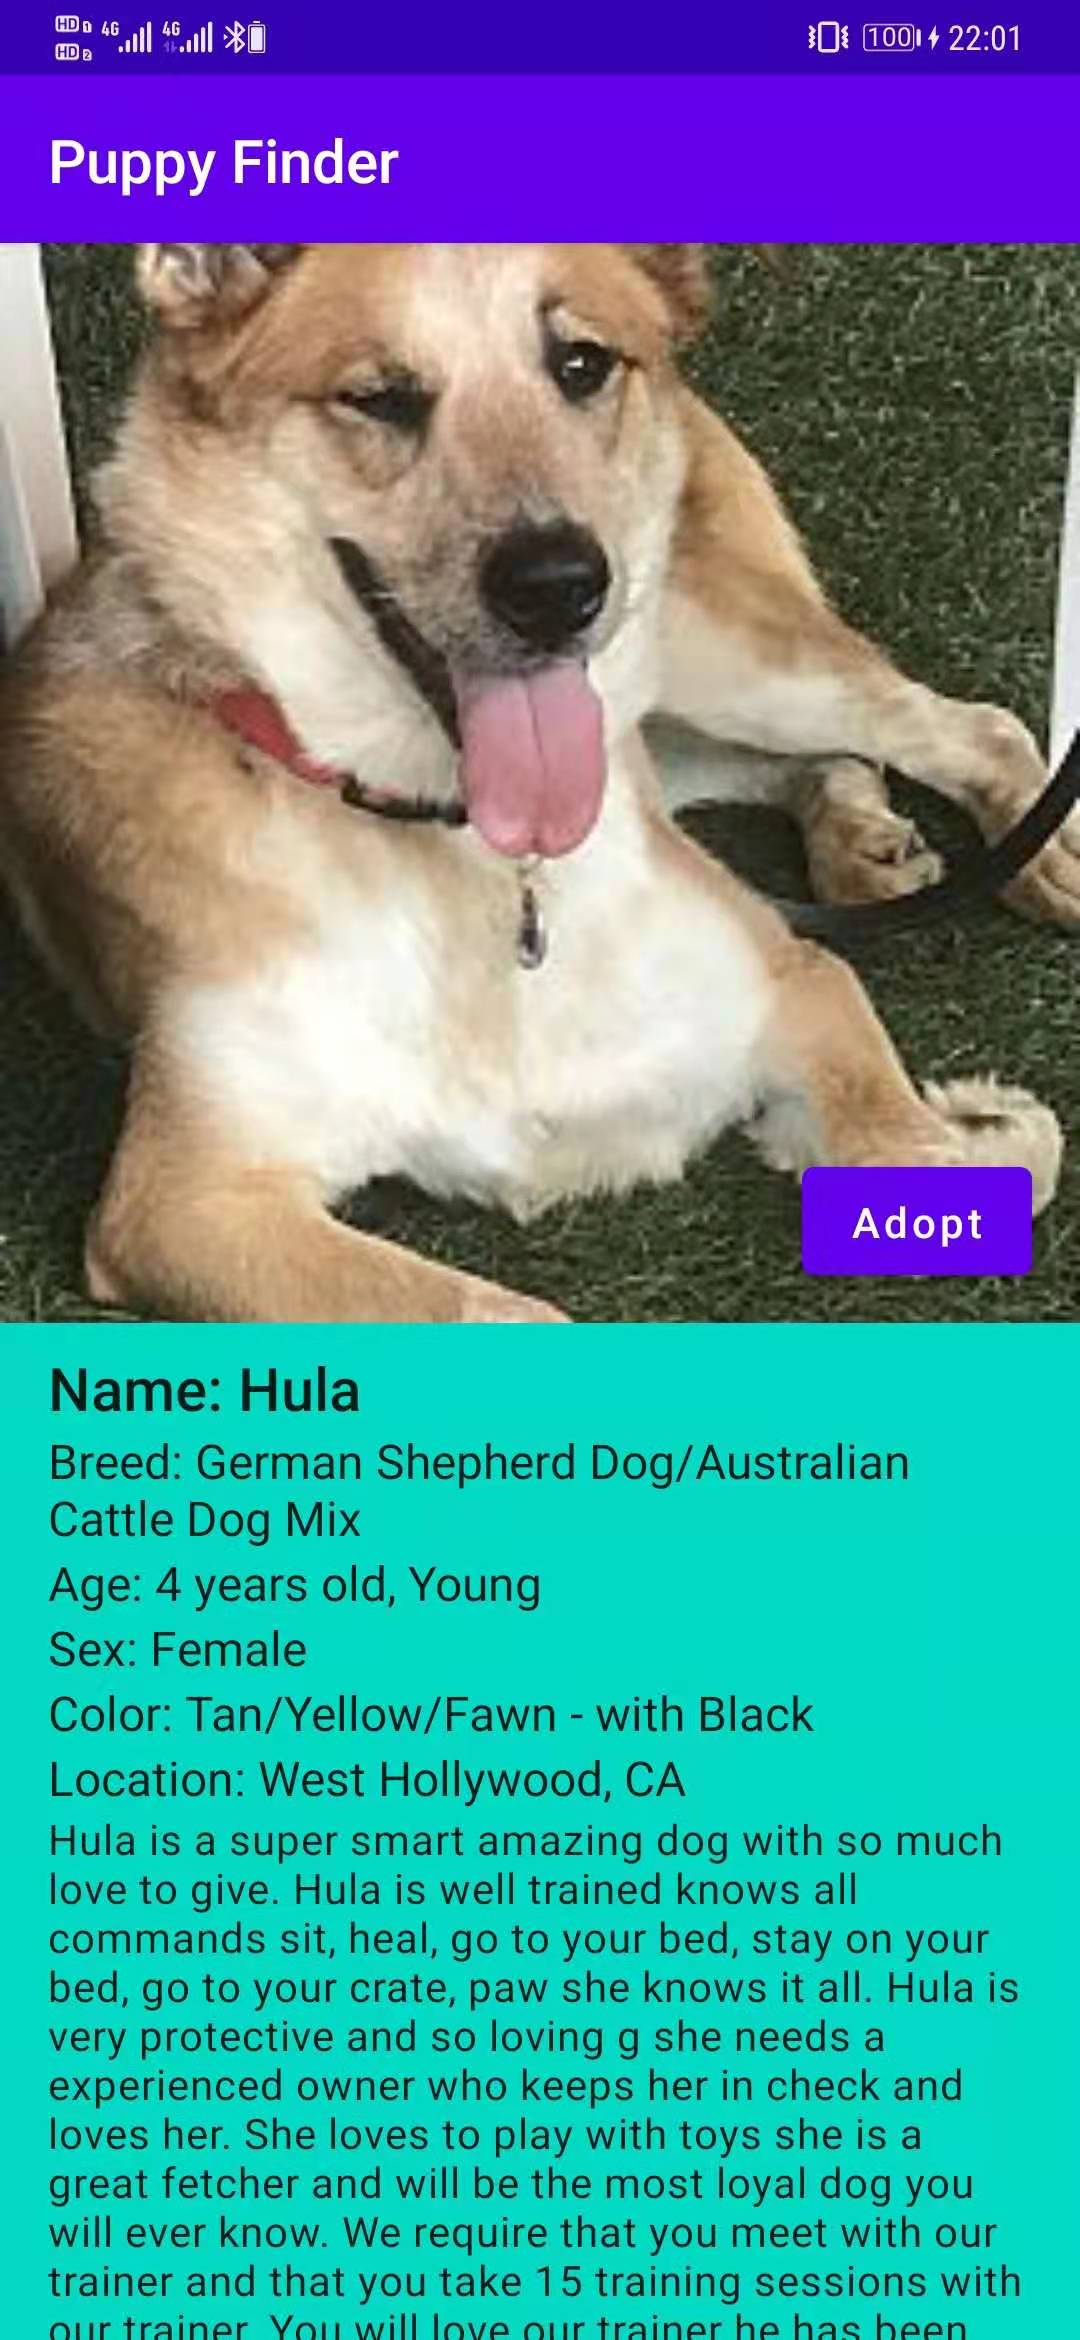 HD 1 4G 4G 100 22:01
HD 2
Puppy Finder
Adopt
Name: Hula
Breed: German Shepherd Dog/Australian
Cattle Dog Mix
Age: 4 years old, Young
Sex: Female
Color: Tan/Yellow/Fawn - with Black
Location: West Hollywood, CA
Hula is a super smart amazing dog with so much
love to give. Hula is well trained knows all
commands sit, heal, go to your bed, stay on your
bed, go to your crate, paw she knows it all. Hula is
very protective and so loving g she needs a
experienced owner who keeps her in check and
loves her. She loves to play with toys she is a
great fetcher and will be the most loyal dog you
will ever know. We require that you meet with our
trainer and that you take 15 training sessions with
our trainer. You will love our trainer he has been